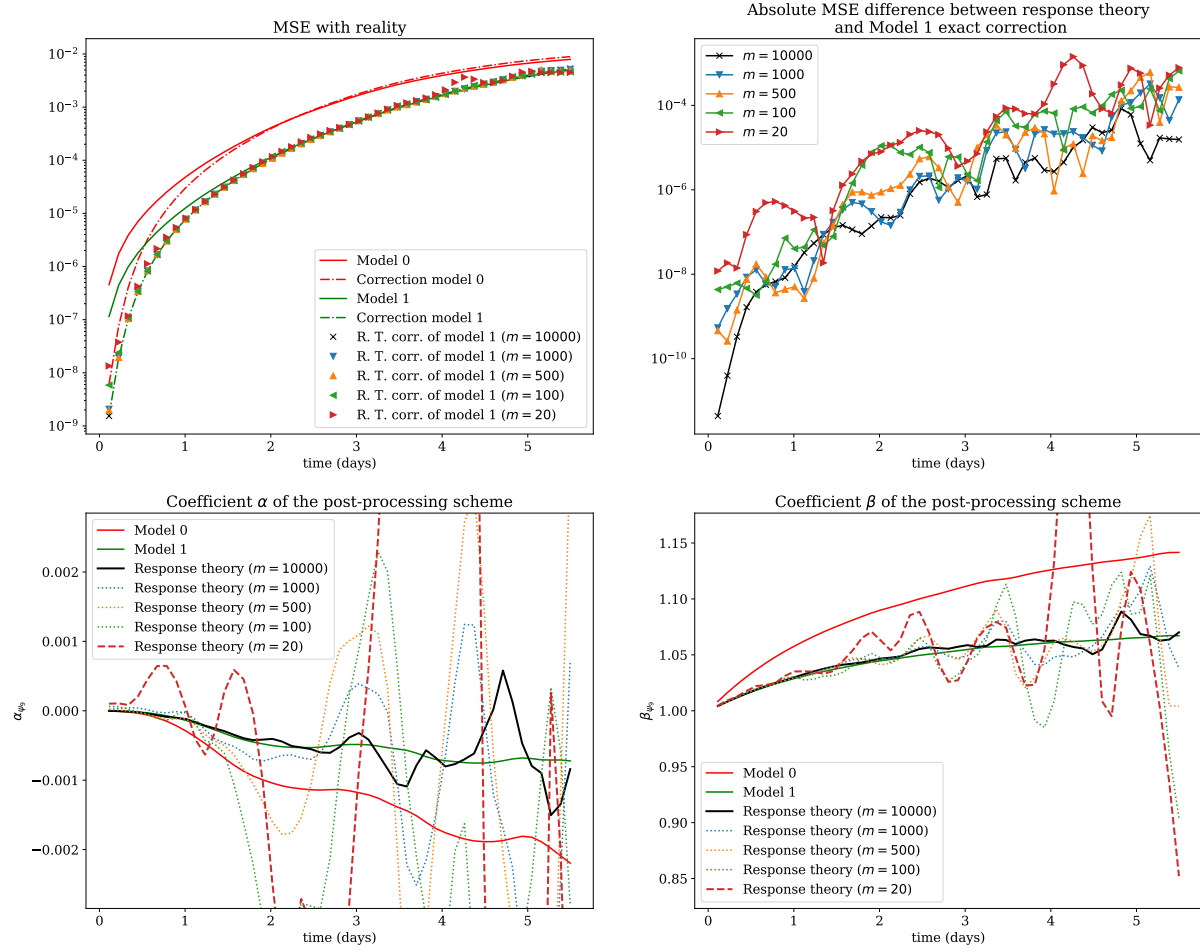 MSE with reality
10⁻²
10⁻³
10⁻⁴
10⁻⁵
10⁻⁶
10⁻⁷
10⁻⁸
10⁻⁹
Model 0
Correction model 0
Model 1
Correction model 1
R. T. corr. of model 1 (m = 10000)
R. T. corr. of model 1 (m = 1000)
R. T. corr. of model 1 (m = 500)
R. T. corr. of model 1 (m = 100)
R. T. corr. of model 1 (m = 20)
0 1 2 3 4 5
time (days)
Absolute MSE difference between response theory
and Model 1 exact correction
m = 10000
m = 1000
m = 500
m = 100
m = 20
10⁻⁴
10⁻⁶
10⁻⁸
10⁻¹⁰
0 1 2 3 4 5
time (days)
Coefficient α of the post-processing scheme
Model 0
Model 1
Response theory (m = 10000)
Response theory (m = 1000)
Response theory (m = 500)
Response theory (m = 100)
Response theory (m = 20)
0.002
0.001
0.000
−0.001
−0.002
α_ψ₉
0 1 2 3 4 5
time (days)
Coefficient β of the post-processing scheme
1.15
1.10
1.05
1.00
0.95
0.90
0.85
β_ψ₉
Model 0
Model 1
Response theory (m = 10000)
Response theory (m = 1000)
Response theory (m = 500)
Response theory (m = 100)
Response theory (m = 20)
0 1 2 3 4 5
time (days)